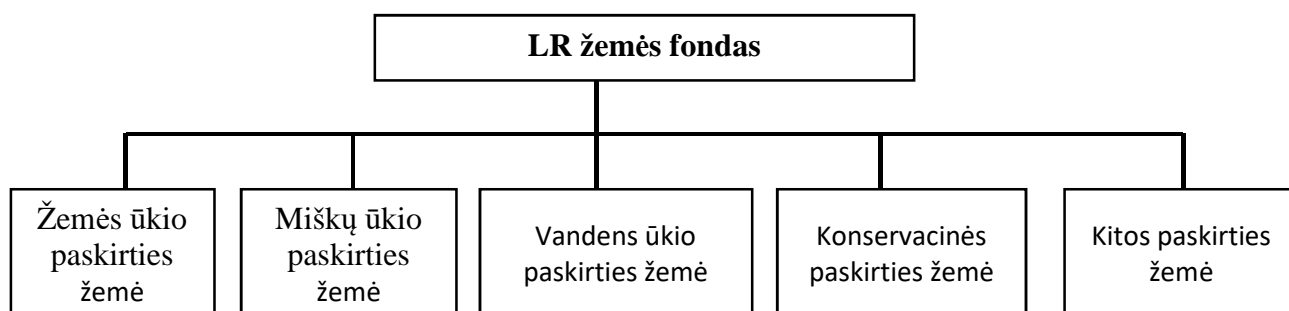 LR žemės fondas
Žemės ūkio
paskirties
žemė
Miškų ūkio
paskirties
žemė
Vandens ūkio
paskirties žemė
Konservacinės
paskirties žemė
Kitos paskirties
žemė